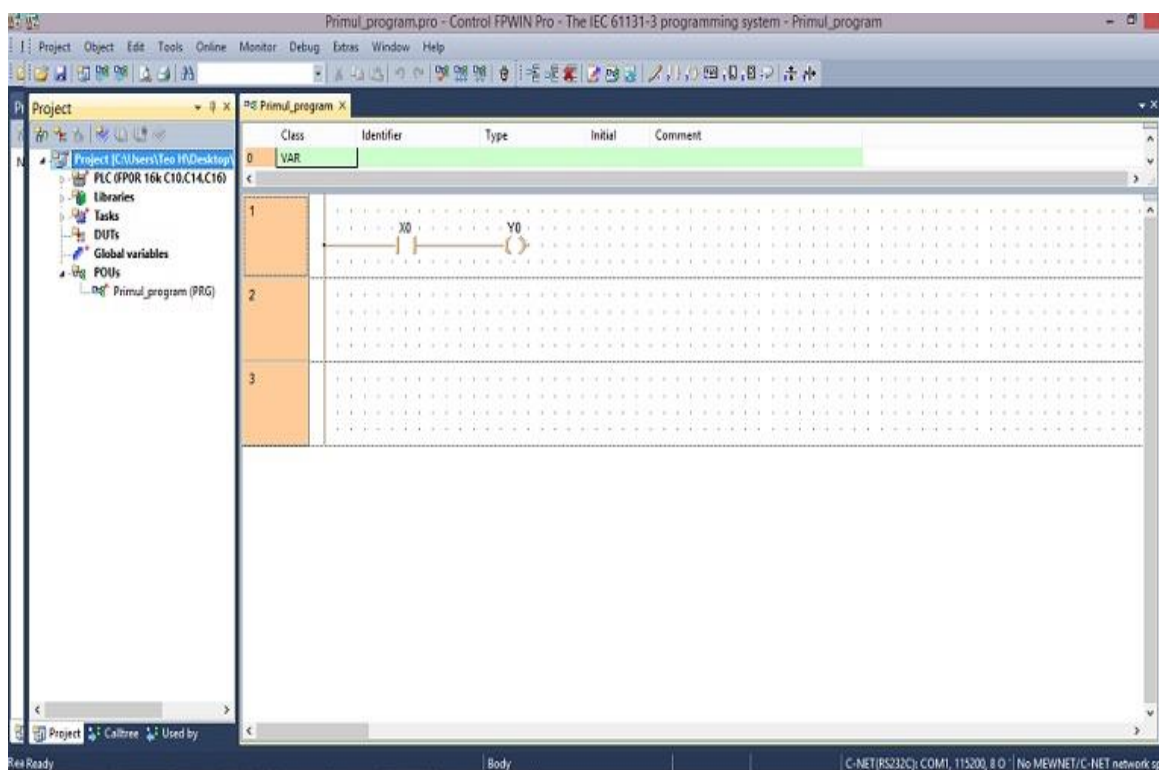 Primul_program.pro - Control FPWIN Pro - The IEC 61131-3 programming system - Primul_program
Project Object Edit Tools Online Monitor Debug Extras Window Help
Project
Primul_program
Class Identifier Type Initial Comment
0 VAR
Project [C:\Users\Teo H\Desktop\
PLC (FP0R 16k C10,C14,C16)
Libraries
Tasks
DUTs
Global variables
POUs
Primul_program (PRG)
1
X0 Y0
2
3
Project Calltree Used by
Ready Body C-NET(RS232C): COM1, 115200, 8 O No MEWNET/C-NET network